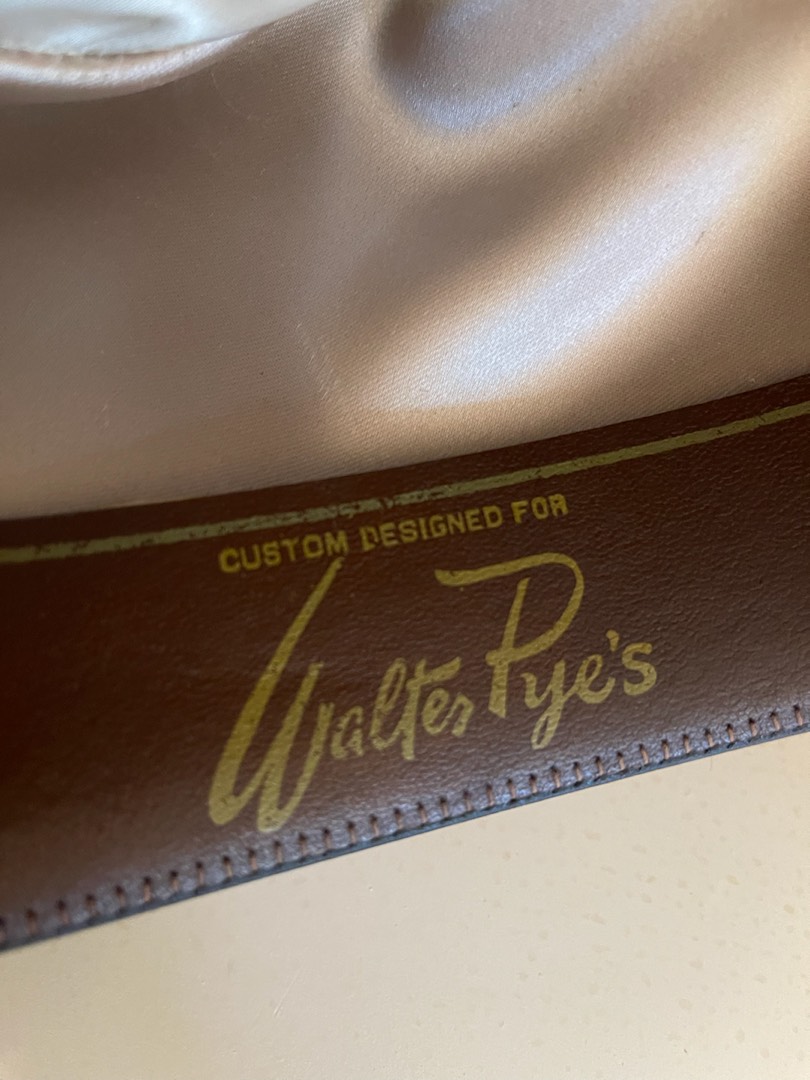 CUSTOM DESIGNED FOR
Walter Pye's